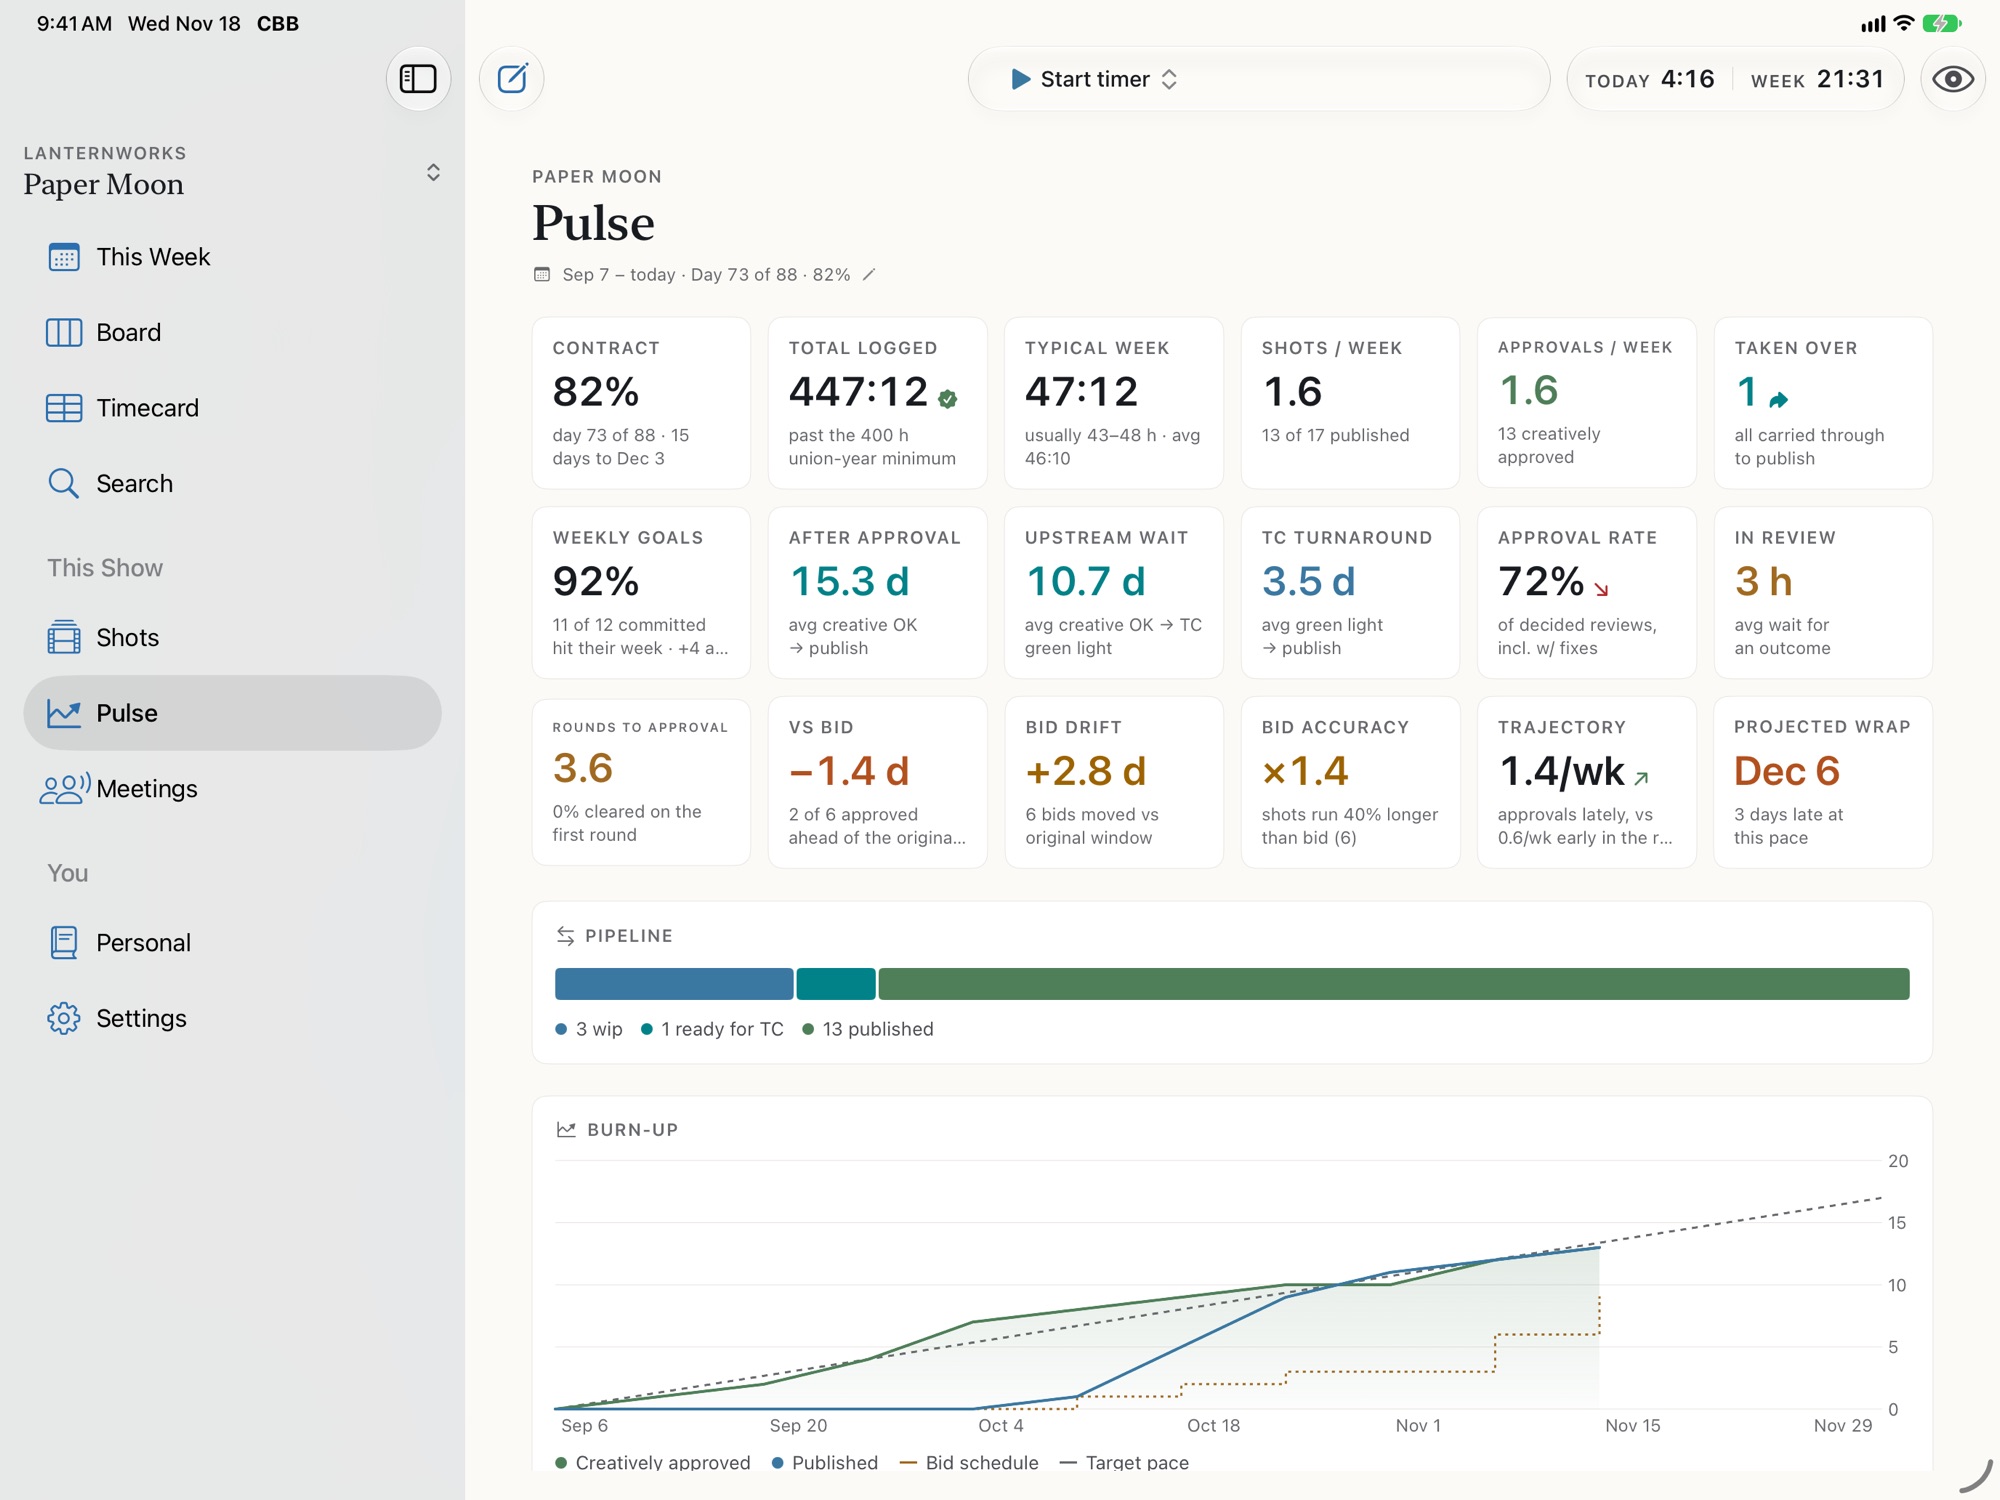 9:41 AM Wed Nov 18 CBB
Start timer
TODAY 4:16 WEEK 21:31
LANTERNWORKS
Paper Moon
This Week
Board
Timecard
Search
This Show
Shots
Pulse
Meetings
You
Personal
Settings
PAPER MOON
Pulse
Sep 7 – today · Day 73 of 88 · 82%
CONTRACT
82%
day 73 of 88 · 15
days to Dec 3
TOTAL LOGGED
447:12
past the 400 h
union-year minimum
TYPICAL WEEK
47:12
usually 43–48 h · avg
46:10
SHOTS / WEEK
1.6
13 of 17 published
APPROVALS / WEEK
1.6
13 creatively
approved
TAKEN OVER
1
all carried through
to publish
WEEKLY GOALS
92%
11 of 12 committed
hit their week · +4 a...
AFTER APPROVAL
15.3 d
avg creative OK
→ publish
UPSTREAM WAIT
10.7 d
avg creative OK → TC
green light
TC TURNAROUND
3.5 d
avg green light
→ publish
APPROVAL RATE
72%
of decided reviews,
incl. w/ fixes
IN REVIEW
3 h
avg wait for
an outcome
ROUNDS TO APPROVAL
3.6
0% cleared on the
first round
VS BID
−1.4 d
2 of 6 approved
ahead of the origina...
BID DRIFT
+2.8 d
6 bids moved vs
original window
BID ACCURACY
×1.4
shots run 40% longer
than bid (6)
TRAJECTORY
1.4/wk
approvals lately, vs
0.6/wk early in the r...
PROJECTED WRAP
Dec 6
3 days late at
this pace
PIPELINE
3 wip 1 ready for TC 13 published
BURN-UP
20
15
10
5
0
Sep 6 Sep 20 Oct 4 Oct 18 Nov 1 Nov 15 Nov 29
Creatively approved Published Bid schedule Target pace